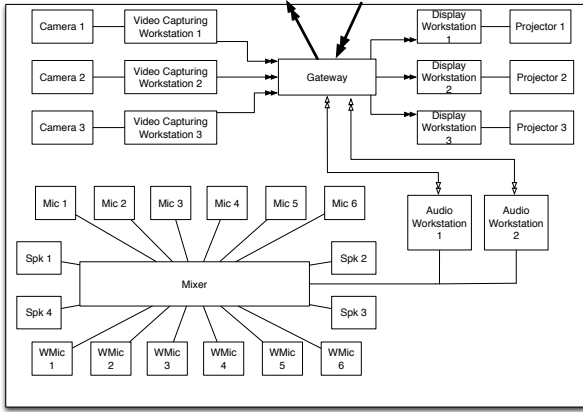 Camera 1
Video Capturing
Workstation 1
Display
Workstation
1
Projector 1
Camera 2
Video Capturing
Workstation 2
Gateway
Display
Workstation
2
Projector 2
Camera 3
Video Capturing
Workstation 3
Display
Workstation
3
Projector 3
Mic 1
Mic 2
Mic 3
Mic 4
Mic 5
Mic 6
Audio
Workstation
1
Audio
Workstation
2
Spk 1
Spk 2
Mixer
Spk 4
Spk 3
WMic
1
WMic
2
WMic
3
WMic
4
WMic
5
WMic
6